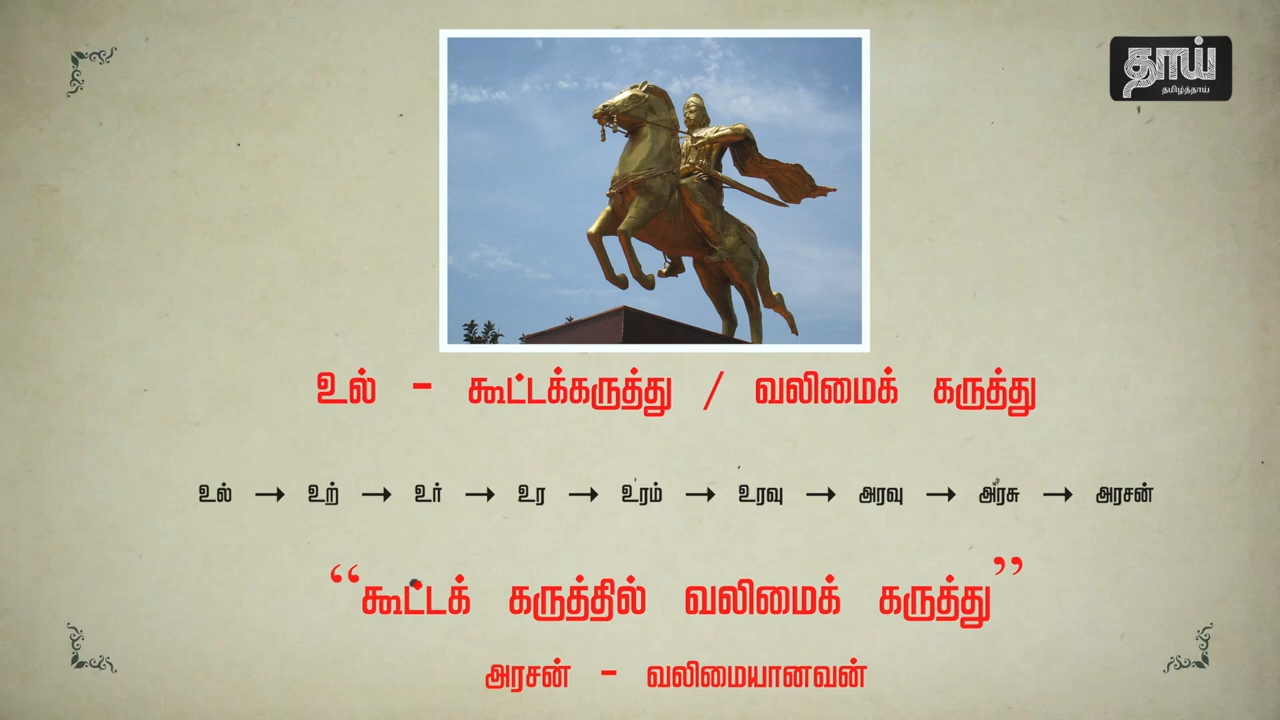 தாய்
தமிழ்த்தாய்
உல் - கூட்டக்கருத்து / வலிமைக் கருத்து
உல் → உற் → உர் → உர → உரம் → உரவு → அரவு → அரசு → அரசன்
“கூட்டக் கருத்தில் வலிமைக் கருத்து”
அரசன் - வலிமையானவன்